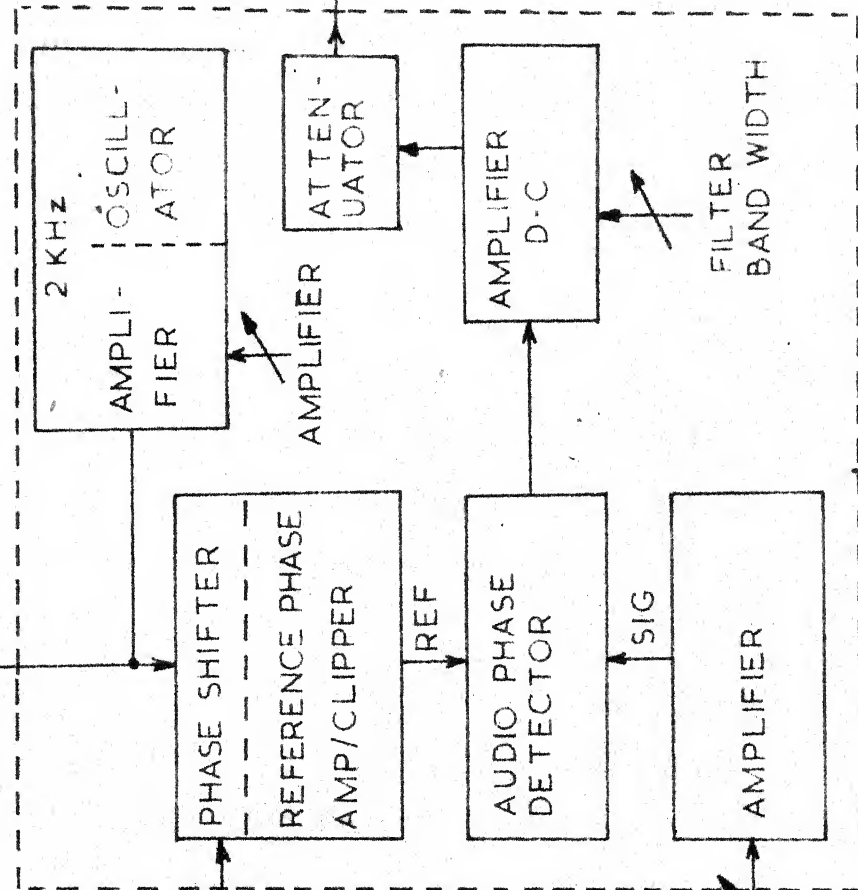 2 KHz
AMPLI-
FIER
OSCILL-
ATOR
AMPLIFIER
ATTEN-
UATOR
AMPLIFIER
D-C
FILTER
BAND WIDTH
PHASE SHIFTER
REFERENCE PHASE
AMP/CLIPPER
REF
AUDIO PHASE
DETECTOR
SIG
AMPLIFIER